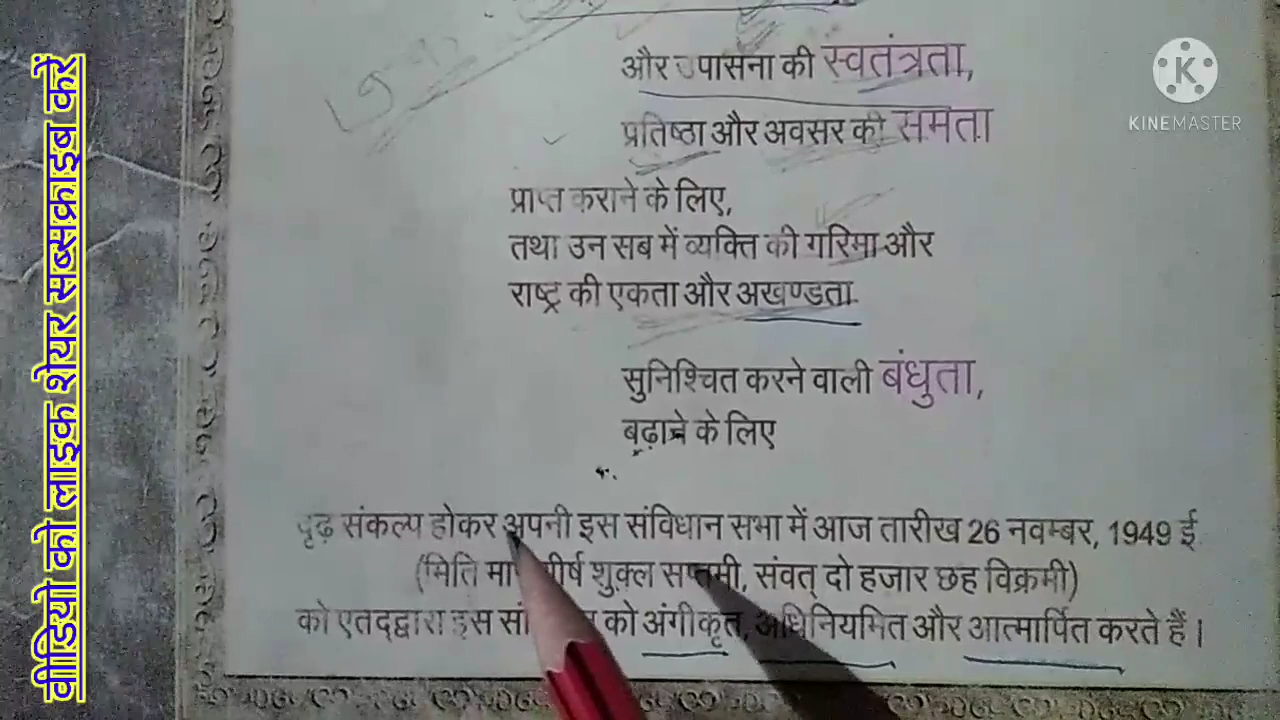 और उपासना की स्वतंत्रता,
प्रतिष्ठा और अवसर की समता
प्राप्त कराने के लिए,
तथा उन सब में व्यक्ति की गरिमा और
राष्ट्र की एकता और अखण्डता
सुनिश्चित करने वाली बंधुता,
बढ़ाने के लिए
दृढ़ संकल्प होकर अपनी इस संविधान सभा में आज तारीख 26 नवम्बर, 1949 ई.
(मिति शुक्ल सप्तमी, संवत् दो हजार छह विक्रमी)
को एतद्द्वारा इस को अंगीकृत, अधिनियमित और आत्मार्पित करते हैं।
वीडियो को लाइक शेयर सब्सक्राइब करें
K
KINEMASTER